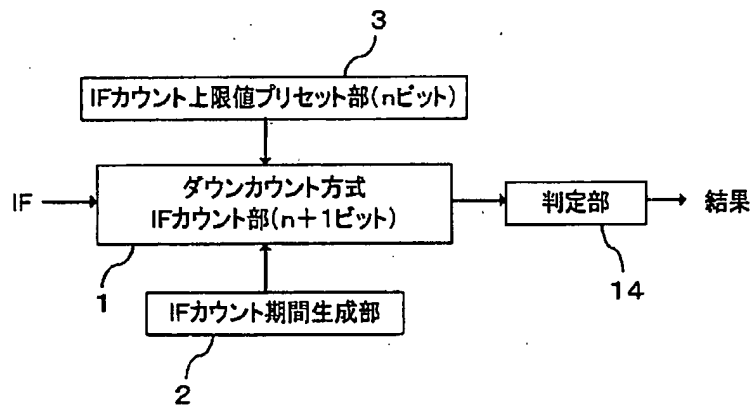 3
IFカウント上限値プリセット部(nビット)
IF
ダウンカウント方式
IFカウント部(n+1ビット)
判定部
結果
1
14
IFカウント期間生成部
2